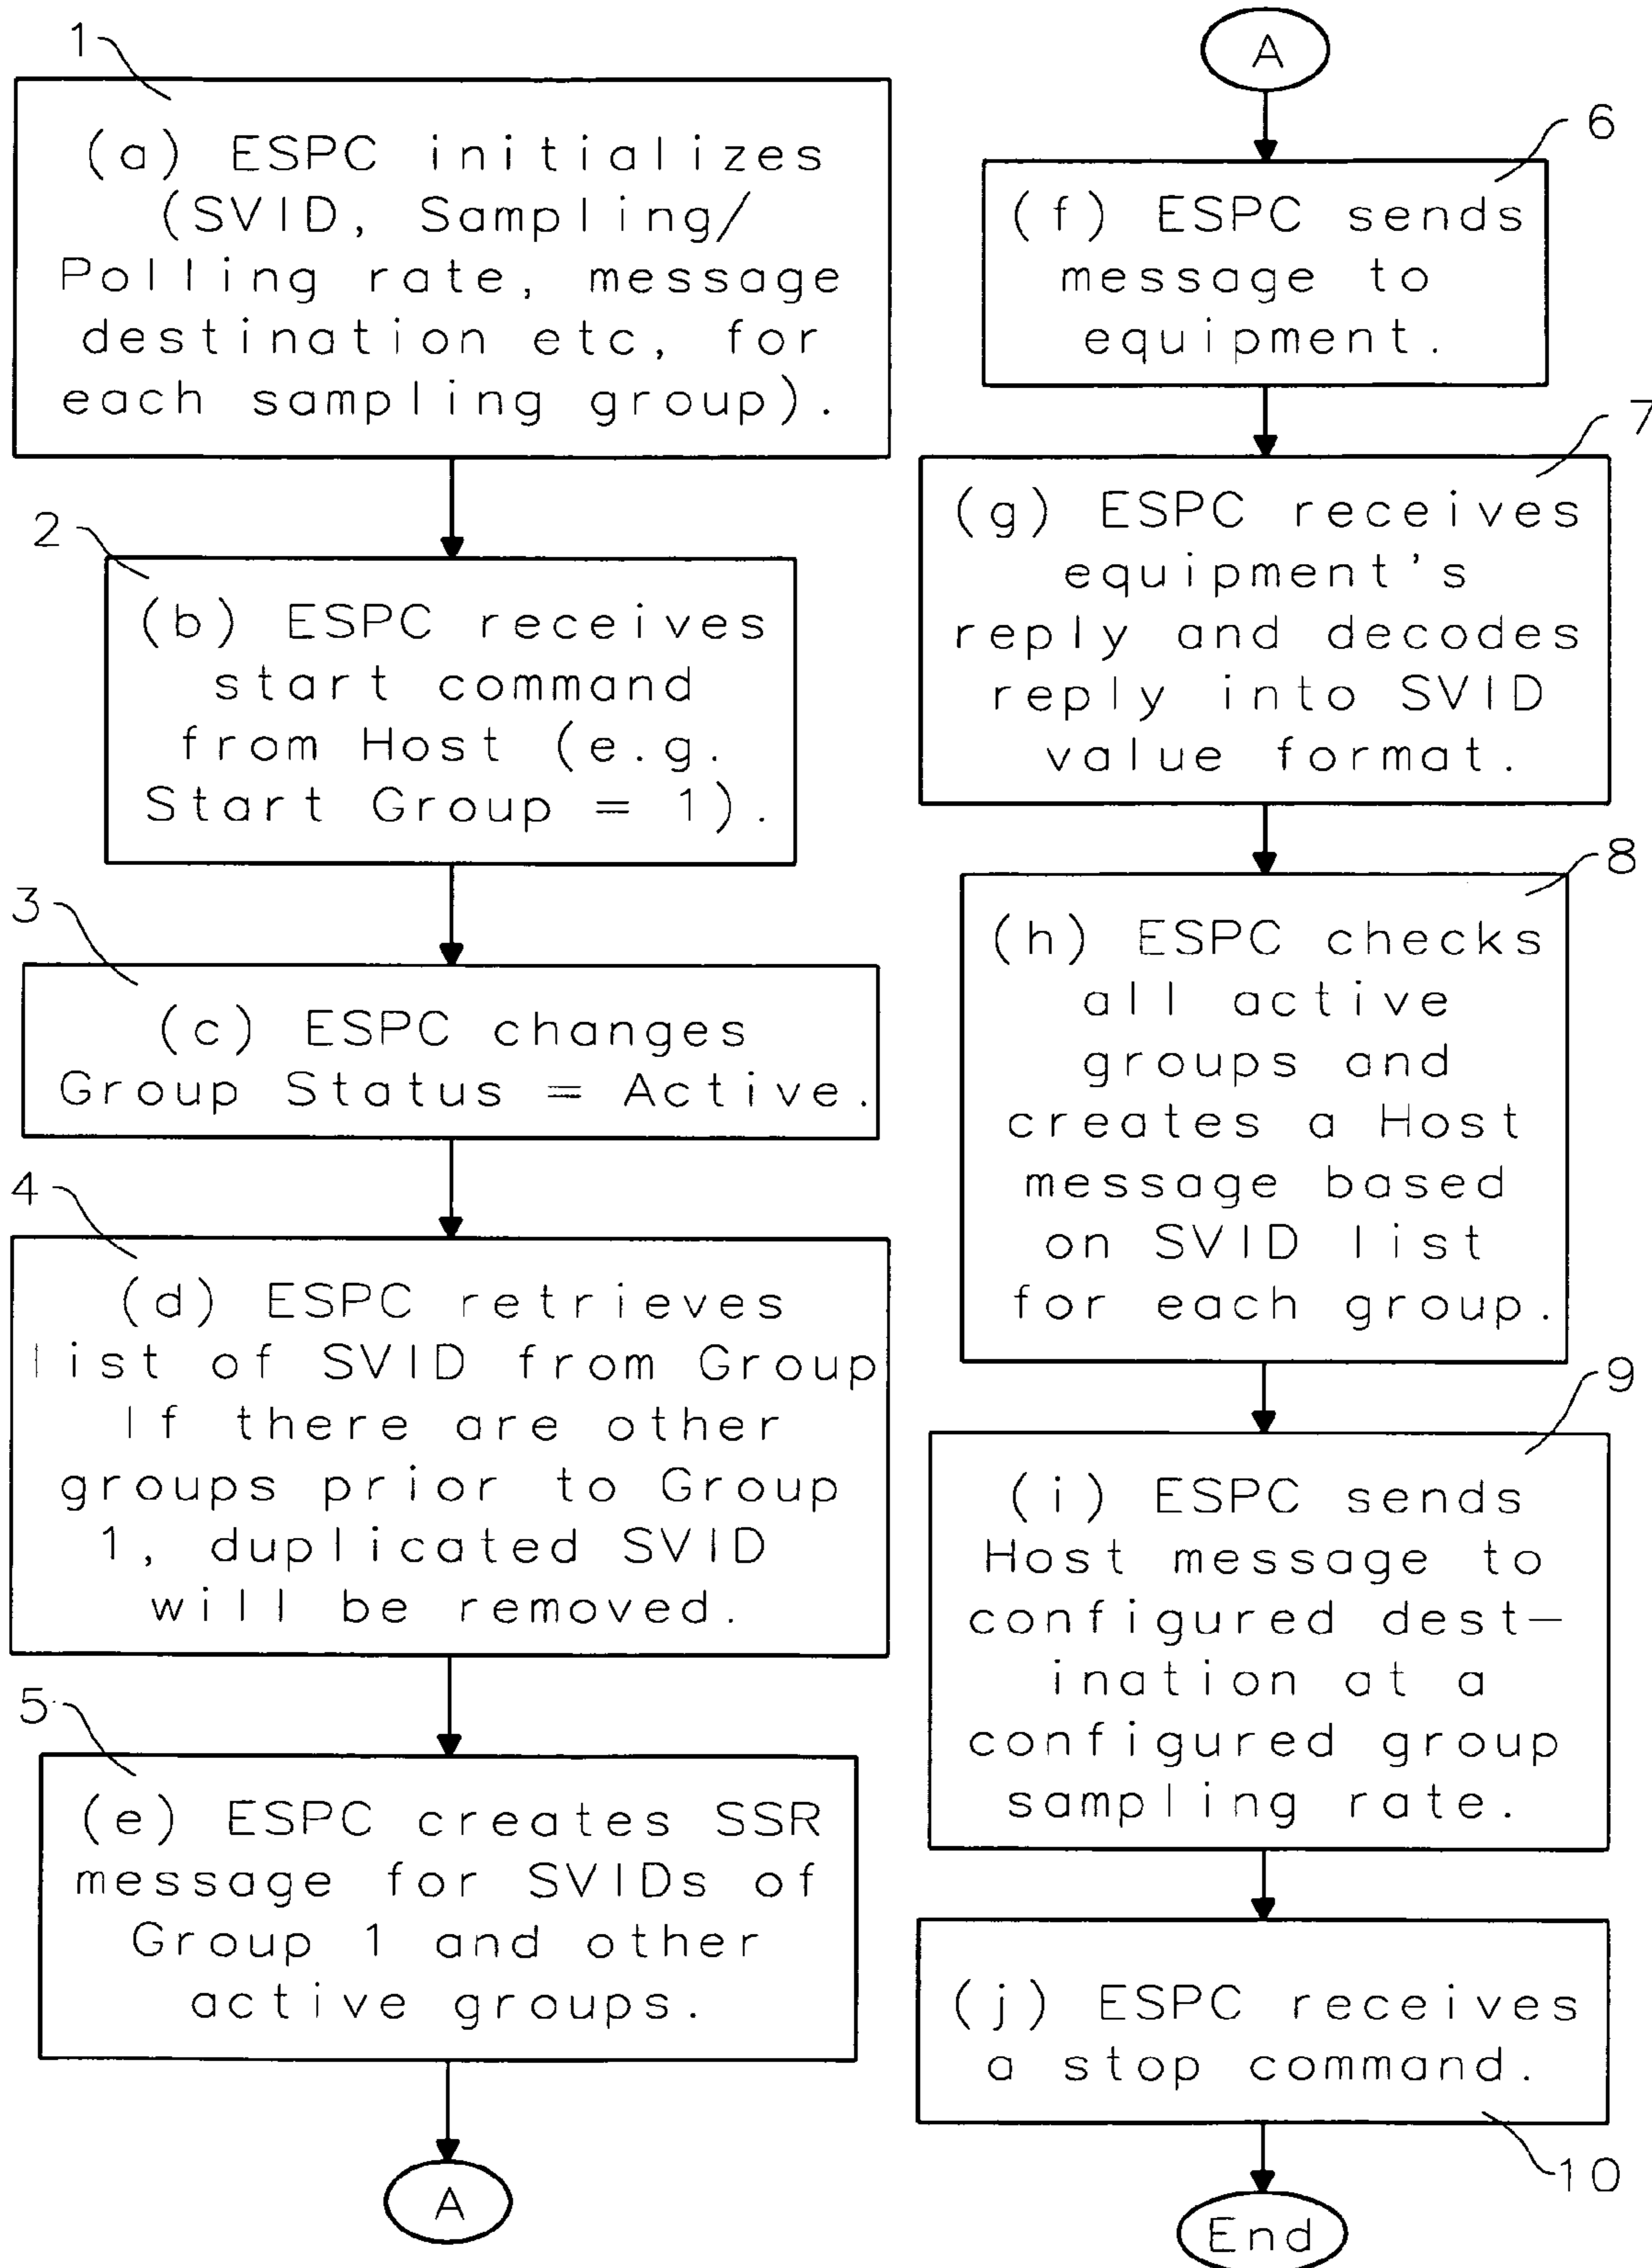 1
(a) ESPC initializes
(SVID, Sampling/
Polling rate, message
destination etc, for
each sampling group).
2
(b) ESPC receives
start command
from Host (e.g.
Start Group = 1).
3
(c) ESPC changes
Group Status = Active.
4
(d) ESPC retrieves
list of SVID from Group
If there are other
groups prior to Group
1, duplicated SVID
will be removed.
5
(e) ESPC creates SSR
message for SVIDs of
Group 1 and other
active groups.
A
A
6
(f) ESPC sends
message to
equipment.
7
(g) ESPC receives
equipment's
reply and decodes
reply into SVID
value format.
8
(h) ESPC checks
all active
groups and
creates a Host
message based
on SVID list
for each group.
9
(i) ESPC sends
Host message to
configured dest–
ination at a
configured group
sampling rate.
(j) ESPC receives
a stop command.
10
End